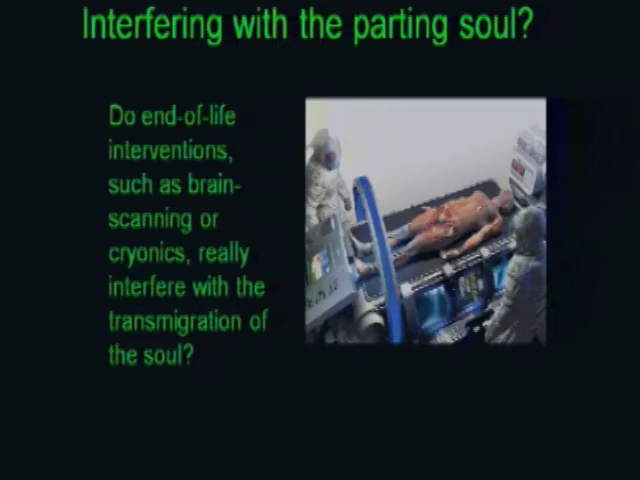 Interfering with the parting soul?
Do end-of-life
interventions,
such as brain-
scanning or
cryonics, really
interfere with the
transmigration of
the soul?